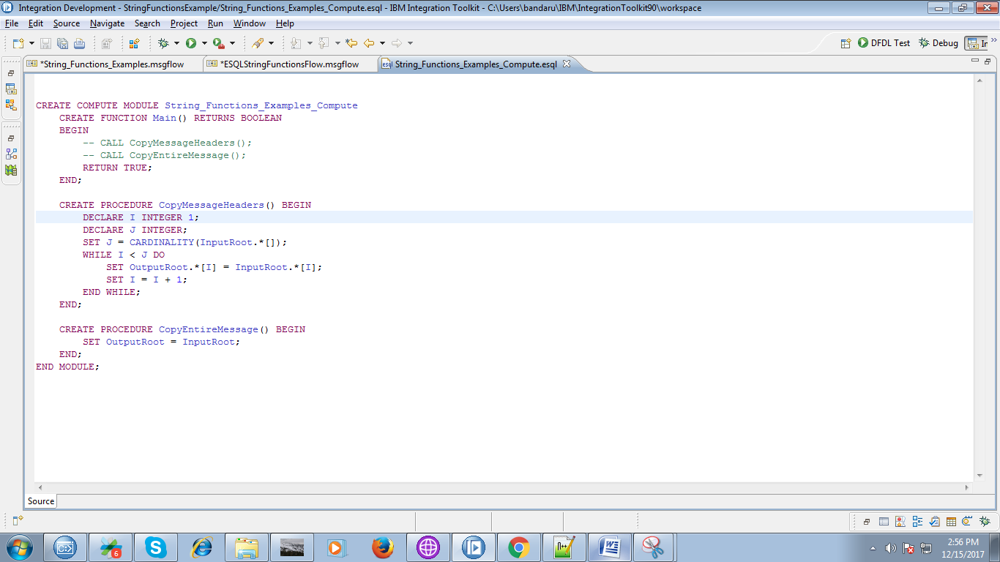 Integration Development - StringFunctionsExample/String_Functions_Examples_Compute.esql - IBM Integration Toolkit - C:\Users\bandaru\IBM\IntegrationToolkit90\workspace
File Edit Source Navigate Search Project Run Window Help
DFDL Test Debug
*String_Functions_Examples.msgflow *ESQLStringFunctionsFlow.msgflow String_Functions_Examples_Compute.esql
CREATE COMPUTE MODULE String_Functions_Examples_Compute
CREATE FUNCTION Main() RETURNS BOOLEAN
BEGIN
-- CALL CopyMessageHeaders();
-- CALL CopyEntireMessage();
RETURN TRUE;
END;
CREATE PROCEDURE CopyMessageHeaders() BEGIN
DECLARE I INTEGER 1;
DECLARE J INTEGER;
SET J = CARDINALITY(InputRoot.*[]);
WHILE I < J DO
SET OutputRoot.*[I] = InputRoot.*[I];
SET I = I + 1;
END WHILE;
END;
CREATE PROCEDURE CopyEntireMessage() BEGIN
SET OutputRoot = InputRoot;
END;
END MODULE;
Source
6
2:56 PM
12/15/2017